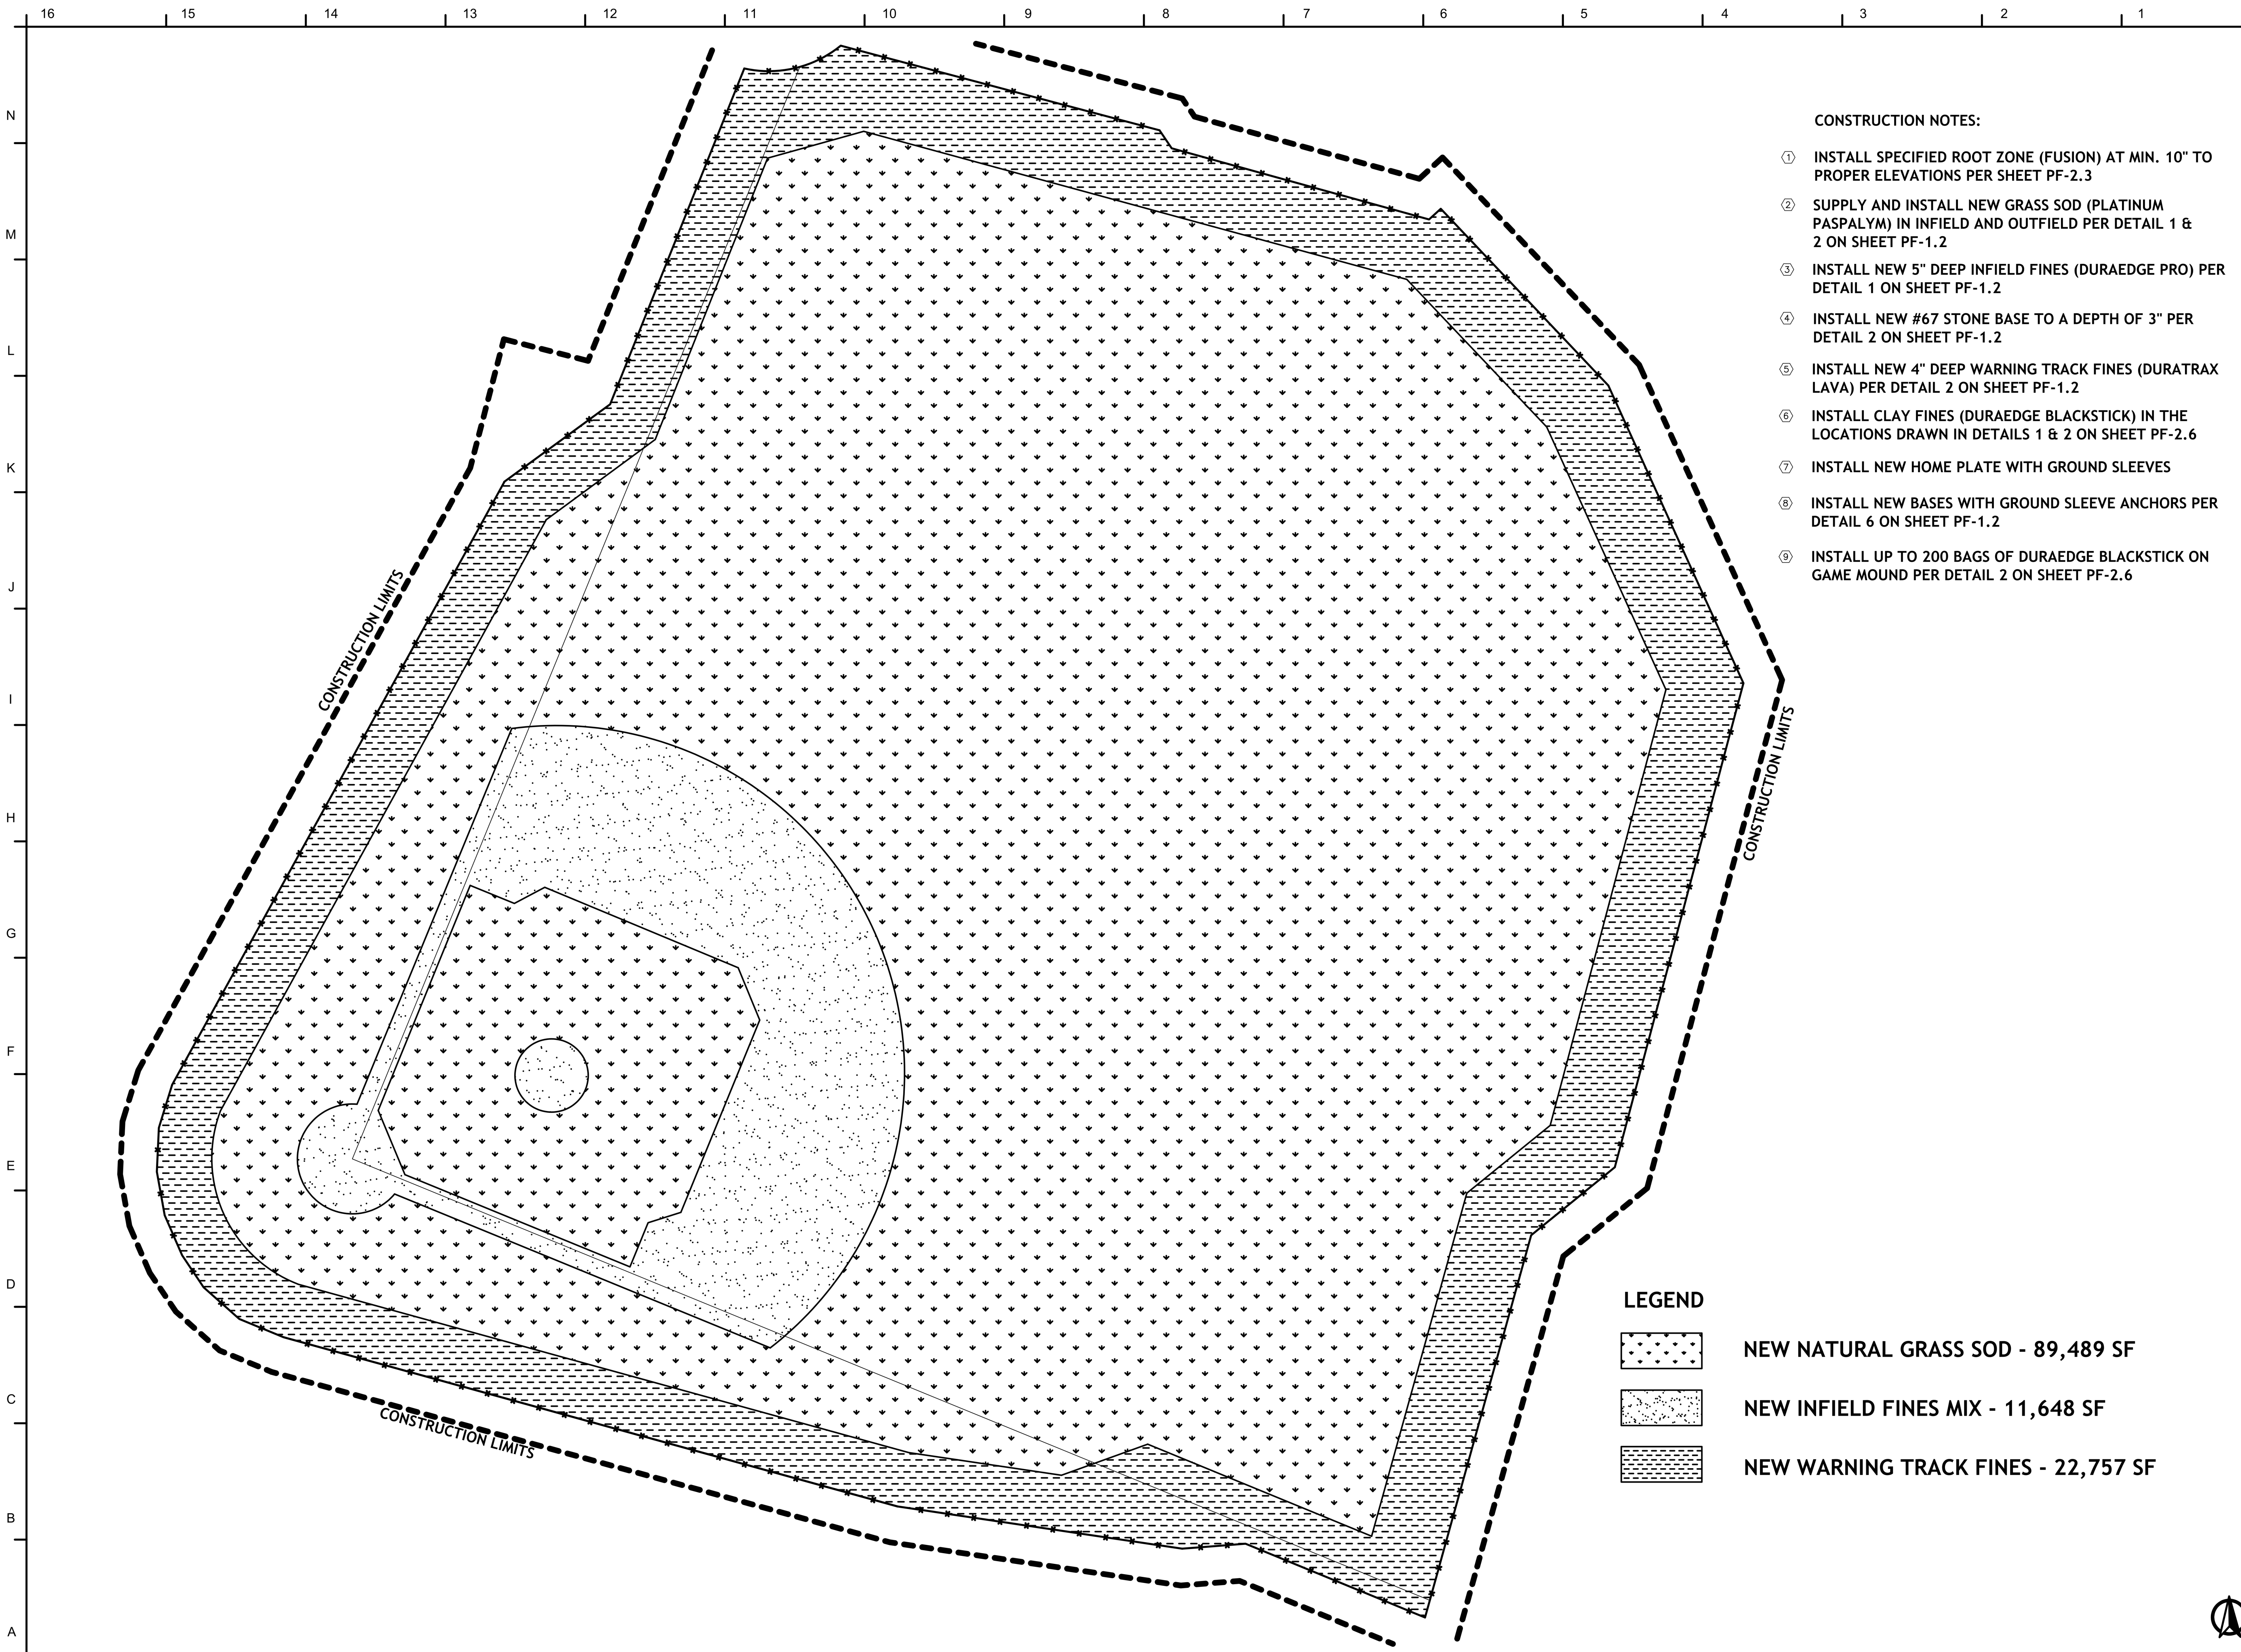 16 15 14 13 12 11 10 9 8 7 6 5 4 3 2 1
N
M
L
K
J
I
H
G
F
E
D
C
B
A
CONSTRUCTION LIMITS
CONSTRUCTION LIMITS
CONSTRUCTION LIMITS
CONSTRUCTION NOTES:
1 INSTALL SPECIFIED ROOT ZONE (FUSION) AT MIN. 10" TO
PROPER ELEVATIONS PER SHEET PF-2.3
2 SUPPLY AND INSTALL NEW GRASS SOD (PLATINUM
PASPALYM) IN INFIELD AND OUTFIELD PER DETAIL 1 &
2 ON SHEET PF-1.2
3 INSTALL NEW 5" DEEP INFIELD FINES (DURAEDGE PRO) PER
DETAIL 1 ON SHEET PF-1.2
4 INSTALL NEW #67 STONE BASE TO A DEPTH OF 3" PER
DETAIL 2 ON SHEET PF-1.2
5 INSTALL NEW 4" DEEP WARNING TRACK FINES (DURATRAX
LAVA) PER DETAIL 2 ON SHEET PF-1.2
6 INSTALL CLAY FINES (DURAEDGE BLACKSTICK) IN THE
LOCATIONS DRAWN IN DETAILS 1 & 2 ON SHEET PF-2.6
7 INSTALL NEW HOME PLATE WITH GROUND SLEEVES
8 INSTALL NEW BASES WITH GROUND SLEEVE ANCHORS PER
DETAIL 6 ON SHEET PF-1.2
9 INSTALL UP TO 200 BAGS OF DURAEDGE BLACKSTICK ON
GAME MOUND PER DETAIL 2 ON SHEET PF-2.6
LEGEND
NEW NATURAL GRASS SOD - 89,489 SF
NEW INFIELD FINES MIX - 11,648 SF
NEW WARNING TRACK FINES - 22,757 SF